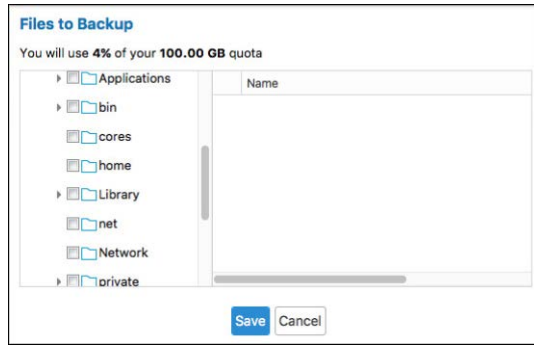 Files to Backup
You will use 4% of your 100.00 GB quota
Applications
Name
bin
cores
home
Library
net
Network
private
Save Cancel